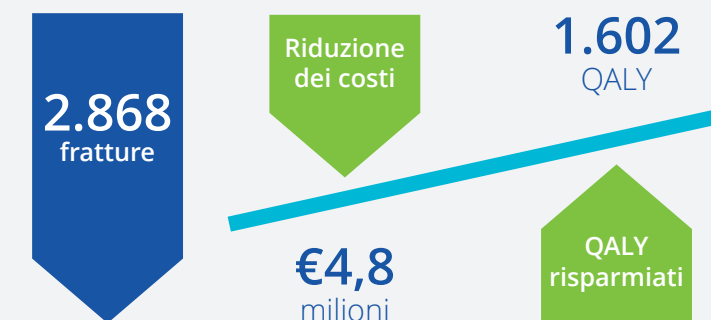 2.868
fratture
Riduzione
dei costi
€4,8
milioni
1.602
QALY
QALY
risparmiati